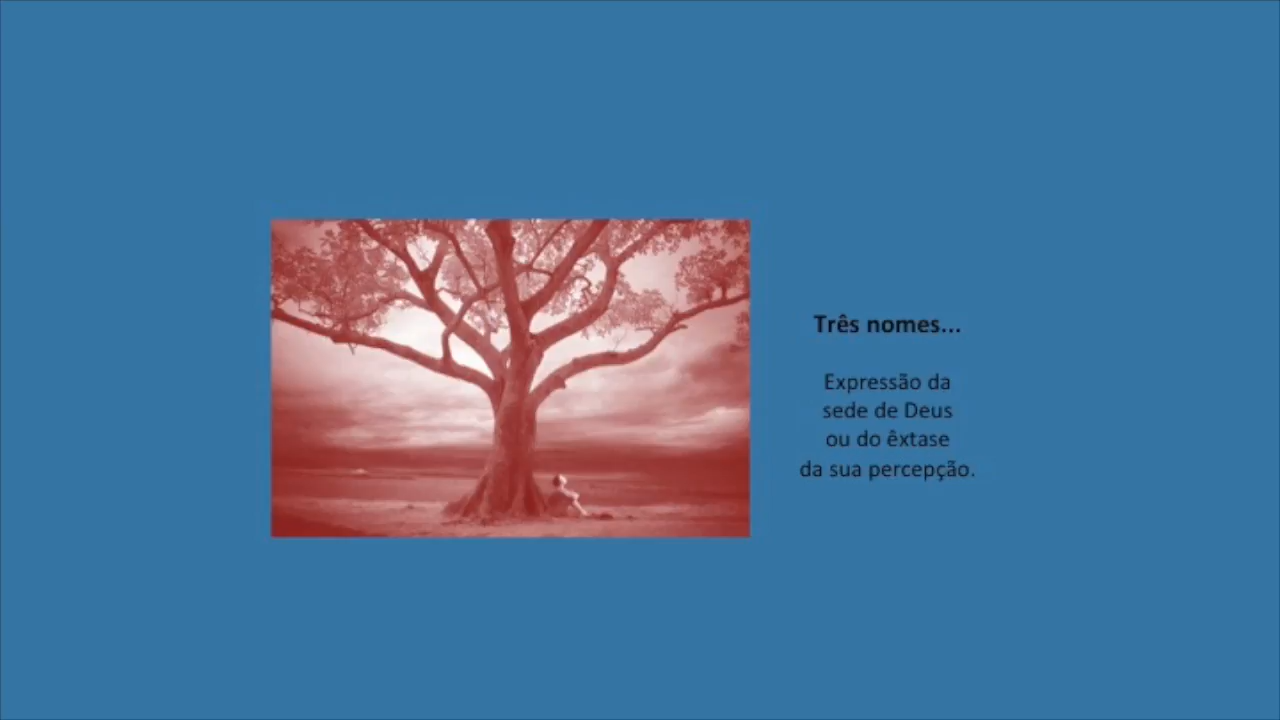 Três nomes...
Expressão da
sede de Deus
ou do êxtase
da sua percepção.